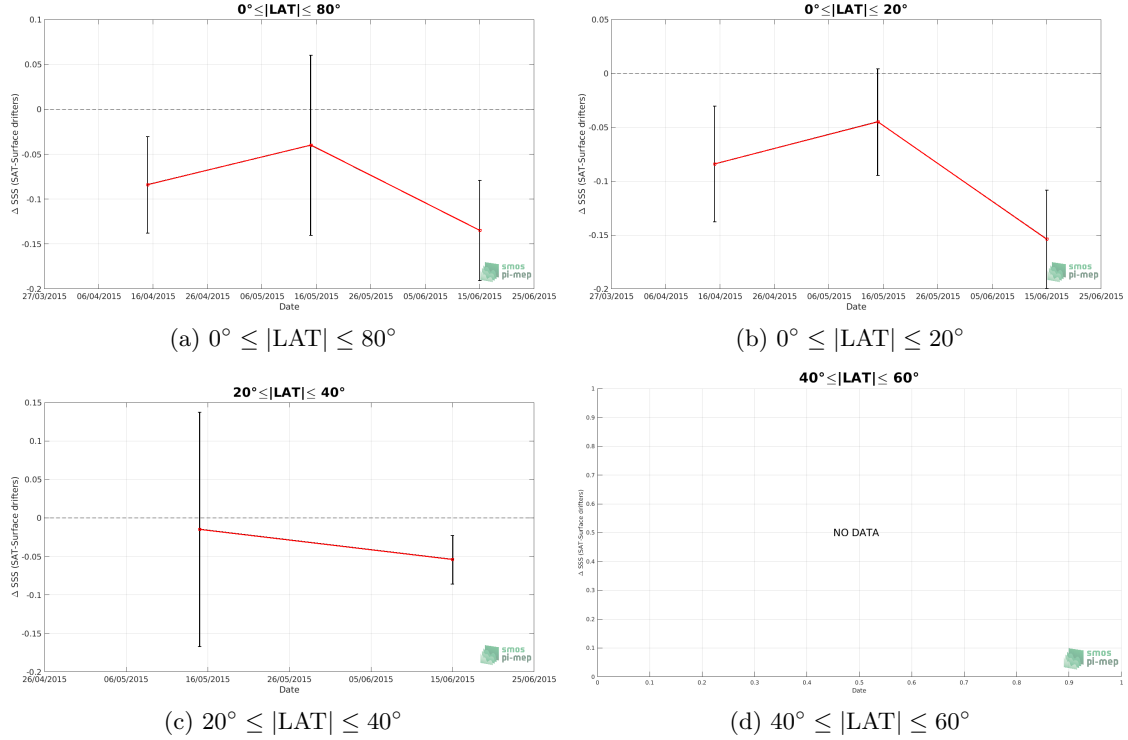 0°≤|LAT|≤ 80°
0.1
0.05
0
-0.05
-0.1
-0.15
-0.2
Δ SSS (SAT-Surface drifters)
27/03/2015 06/04/2015 16/04/2015 26/04/2015 06/05/2015 16/05/2015 26/05/2015 05/06/2015 15/06/2015 25/06/2015
Date
smos
pi-mep
(a) 0° ≤ |LAT| ≤ 80°
0°≤|LAT|≤ 20°
0.05
0
-0.05
-0.1
-0.15
-0.2
Δ SSS (SAT-Surface drifters)
27/03/2015 06/04/2015 16/04/2015 26/04/2015 06/05/2015 16/05/2015 26/05/2015 05/06/2015 15/06/2015 25/06/2015
Date
smos
pi-mep
(b) 0° ≤ |LAT| ≤ 20°
20°≤|LAT|≤ 40°
0.15
0.1
0.05
0
-0.05
-0.1
-0.15
-0.2
Δ SSS (SAT-Surface drifters)
26/04/2015 06/05/2015 16/05/2015 26/05/2015 05/06/2015 15/06/2015 25/06/2015
Date
smos
pi-mep
(c) 20° ≤ |LAT| ≤ 40°
40°≤|LAT|≤ 60°
1
0.9
0.8
0.7
0.6
0.5
0.4
0.3
0.2
0.1
0
Δ SSS (SAT-Surface drifters)
NO DATA
0 0.1 0.2 0.3 0.4 0.5 0.6 0.7 0.8 0.9 1
Date
smos
pi-mep
(d) 40° ≤ |LAT| ≤ 60°